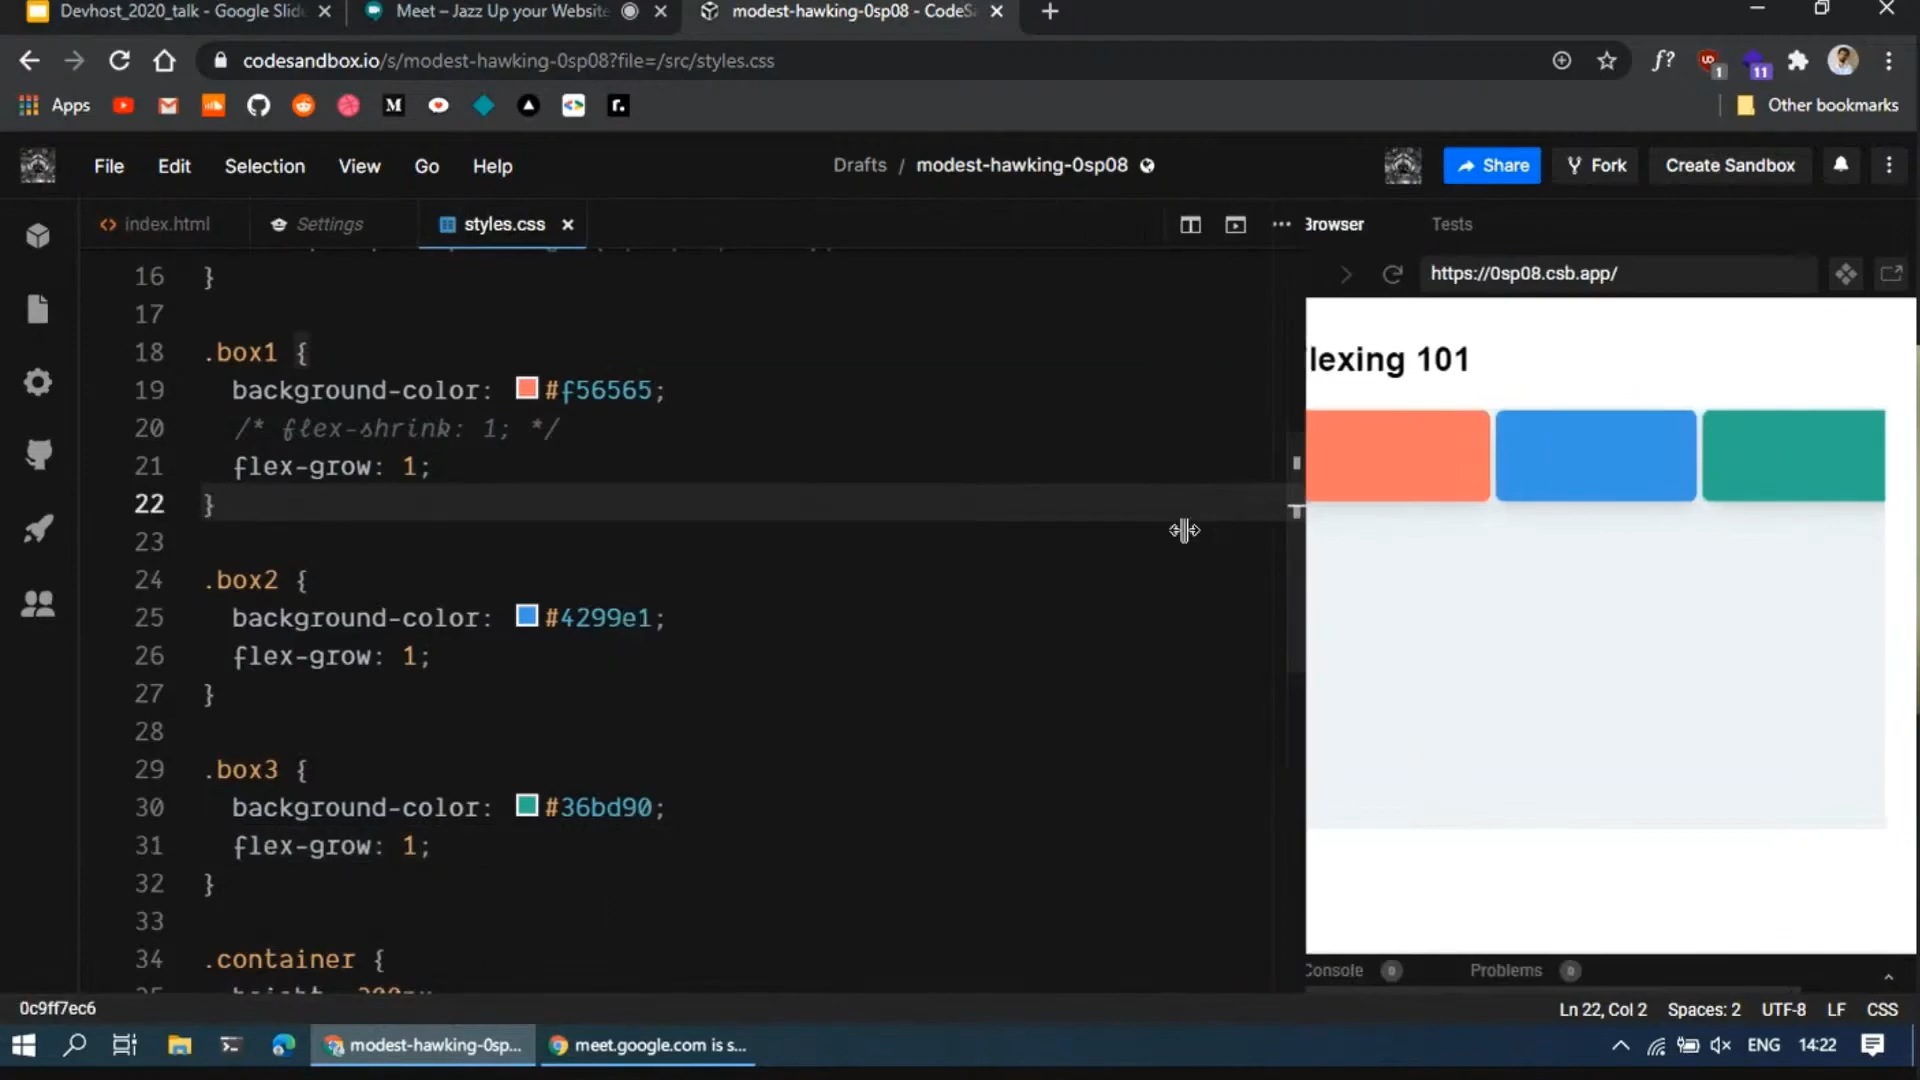 Devhost_2020_talk - Google Slid
Meet – Jazz Up your Website
modest-hawking-0sp08 - CodeSa
codesandbox.io/s/modest-hawking-0sp08?file=/src/styles.css
f?
1
11
Apps
M
r.
Other bookmarks
File
Edit
Selection
View
Go
Help
Drafts / modest-hawking-0sp08
Share
Fork
Create Sandbox
index.html
Settings
styles.css
Browser
Tests
https://0sp08.csb.app/
16 }
17
18 .box1 {
19 background-color: #f56565;
20 /* flex-shrink: 1; */
21 flex-grow: 1;
22 }
23
24 .box2 {
25 background-color: #4299e1;
26 flex-grow: 1;
27 }
28
29 .box3 {
30 background-color: #36bd90;
31 flex-grow: 1;
32 }
33
34 .container {
lexing 101
Console 0
Problems 0
0c9ff7ec6
Ln 22, Col 2
Spaces: 2
UTF-8
LF
CSS
modest-hawking-0sp...
meet.google.com is s...
ENG
14:22